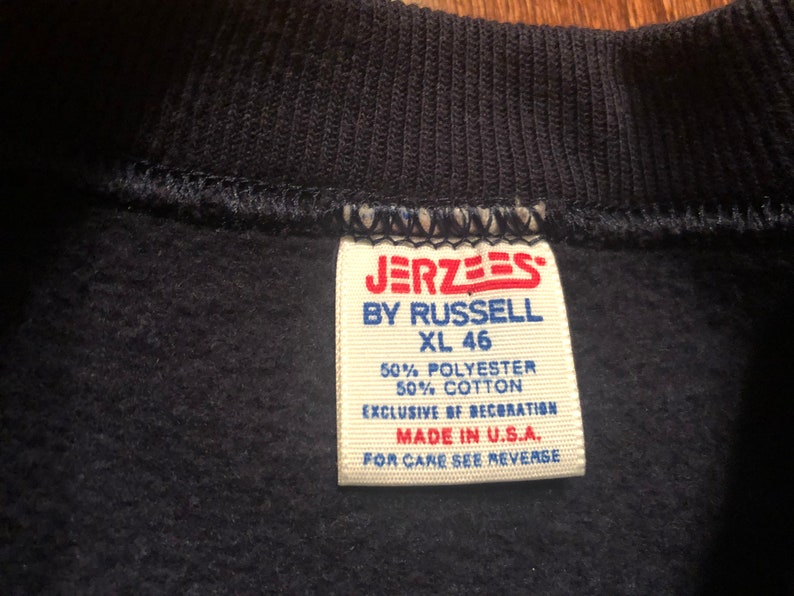 JERZEES
BY RUSSELL
XL 46
50% POLYESTER
50% COTTON
EXCLUSIVE OF DECORATION
MADE IN U.S.A.
FOR CARE SEE REVERSE